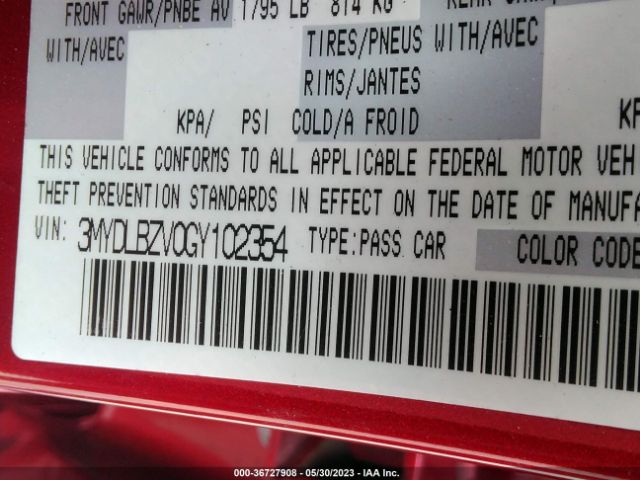 FRONT GAWR/PNBE AV 1795 LB 814 KG
WITH/AVEC
TIRES/PNEUS WITH/AVEC
RIMS/JANTES
KPA/ PSI COLD/A FROID
THIS VEHICLE CONFORMS TO ALL APPLICABLE FEDERAL MOTOR VEH
THEFT PREVENTION STANDARDS IN EFFECT ON THE DATE OF MANUFA
VIN: 3MYDLBZV0GY102354 TYPE:PASS CAR COLOR CODE
000-36727908 - 05/30/2023 - IAA Inc.